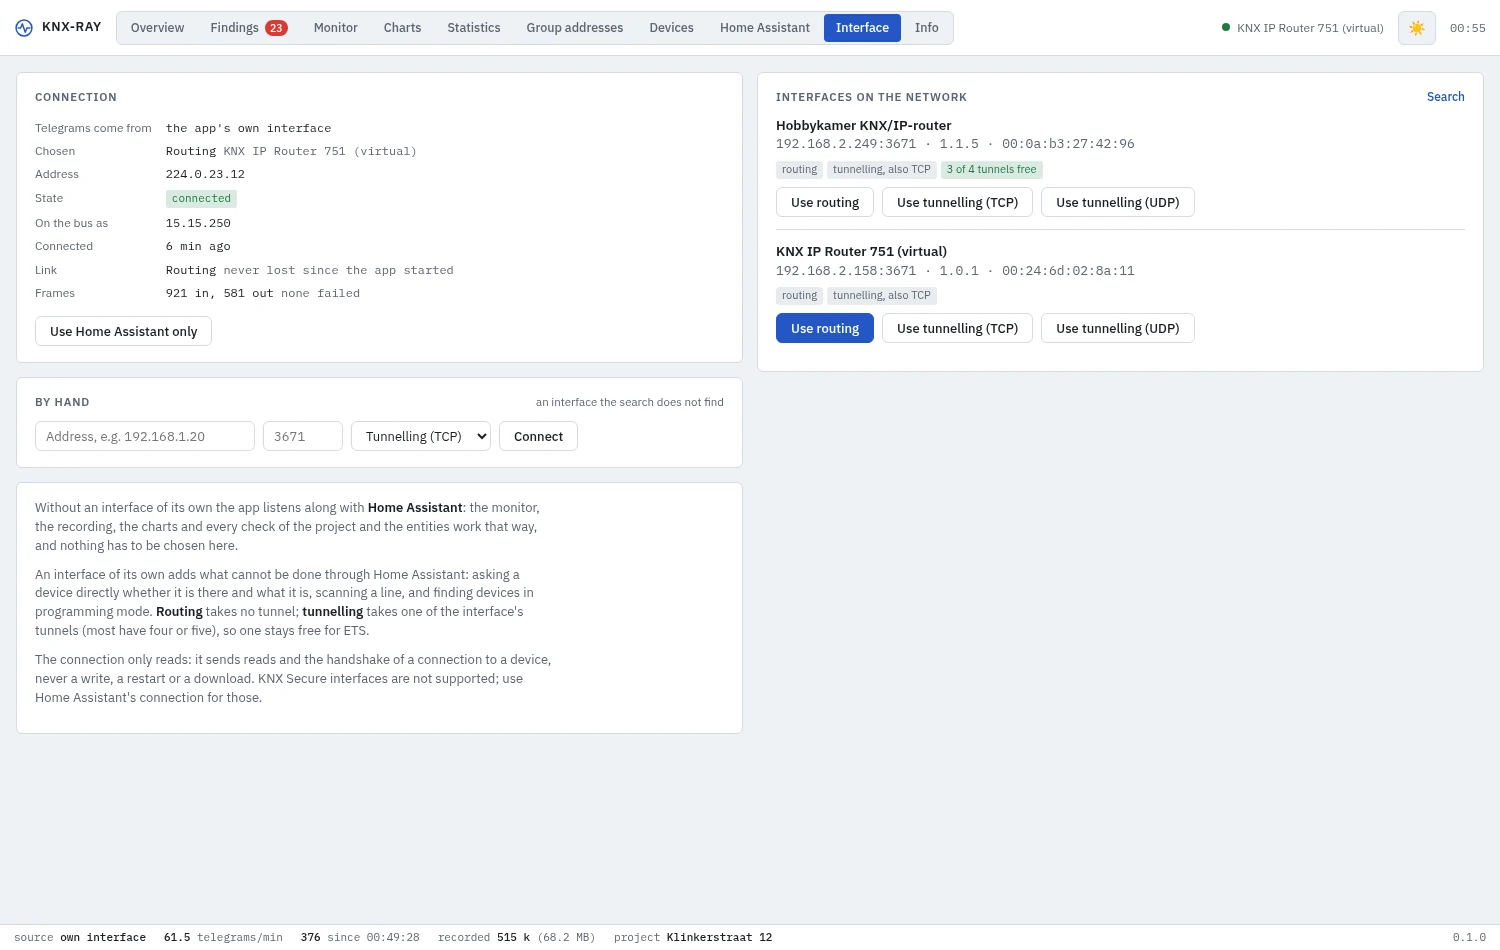 KNX-RAY
Overview Findings 23 Monitor Charts Statistics Group addresses Devices Home Assistant Interface Info
KNX IP Router 751 (virtual) 00:55
CONNECTION
Telegrams come from the app's own interface
Chosen Routing KNX IP Router 751 (virtual)
Address 224.0.23.12
State connected
On the bus as 15.15.250
Connected 6 min ago
Link Routing never lost since the app started
Frames 921 in, 581 out none failed
Use Home Assistant only
BY HAND an interface the search does not find
Address, e.g. 192.168.1.20 3671 Tunnelling (TCP) Connect
Without an interface of its own the app listens along with Home Assistant: the monitor,
the recording, the charts and every check of the project and the entities work that way,
and nothing has to be chosen here.
An interface of its own adds what cannot be done through Home Assistant: asking a
device directly whether it is there and what it is, scanning a line, and finding devices in
programming mode. Routing takes no tunnel; tunnelling takes one of the interface's
tunnels (most have four or five), so one stays free for ETS.
The connection only reads: it sends reads and the handshake of a connection to a device,
never a write, a restart or a download. KNX Secure interfaces are not supported; use
Home Assistant's connection for those.
INTERFACES ON THE NETWORK Search
Hobbykamer KNX/IP-router
192.168.2.249:3671 · 1.1.5 · 00:0a:b3:27:42:96
routing tunnelling, also TCP 3 of 4 tunnels free
Use routing Use tunnelling (TCP) Use tunnelling (UDP)
KNX IP Router 751 (virtual)
192.168.2.158:3671 · 1.0.1 · 00:24:6d:02:8a:11
routing tunnelling, also TCP
Use routing Use tunnelling (TCP) Use tunnelling (UDP)
source own interface 61.5 telegrams/min 376 since 00:49:28 recorded 515 k (68.2 MB) project Klinkerstraat 12 0.1.0